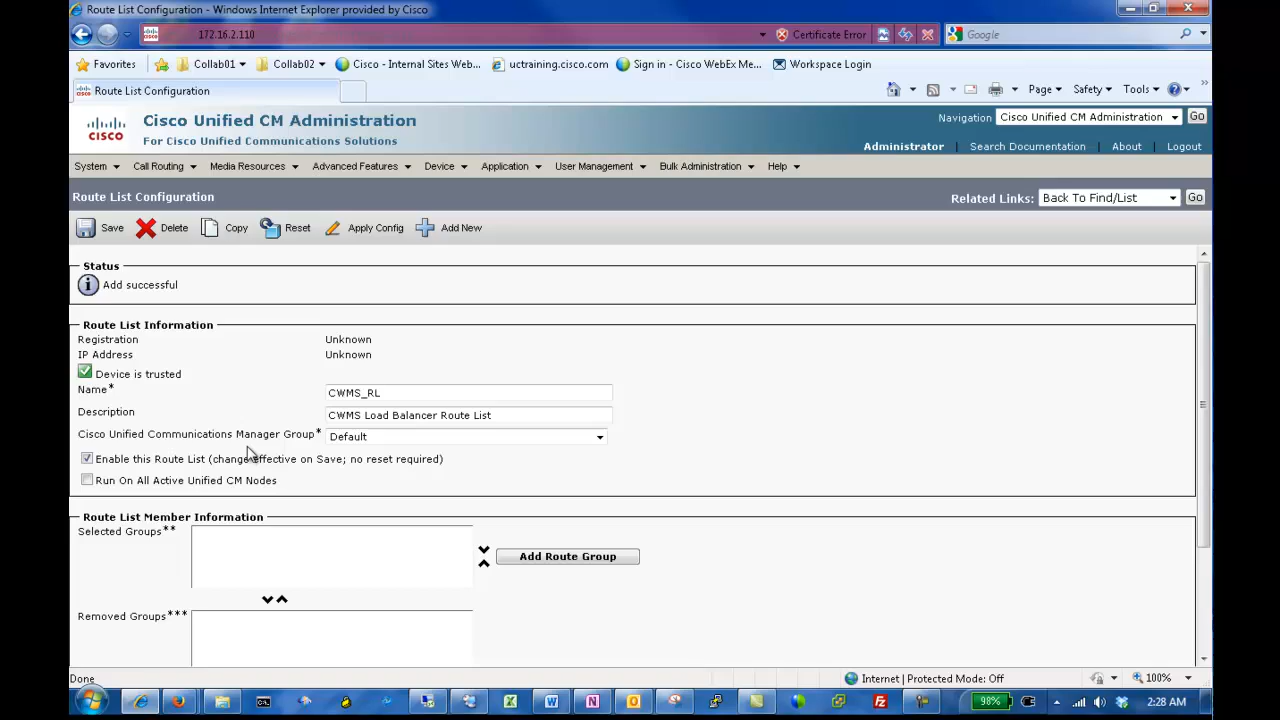 Route List Configuration - Windows Internet Explorer provided by Cisco
172.16.2.110
Certificate Error
Google
Favorites
Collab01
Collab02
Cisco - Internal Sites Web...
uctraining.cisco.com
Sign in - Cisco WebEx Me...
Workspace Login
Route List Configuration
Page
Safety
Tools
CISCO
Cisco Unified CM Administration
For Cisco Unified Communications Solutions
Navigation
Cisco Unified CM Administration
Go
Administrator
Search Documentation
About
Logout
System
Call Routing
Media Resources
Advanced Features
Device
Application
User Management
Bulk Administration
Help
Route List Configuration
Related Links:
Back To Find/List
Go
Save
Delete
Copy
Reset
Apply Config
Add New
Status
Add successful
Route List Information
Registration Unknown
IP Address Unknown
Device is trusted
Name* CWMS_RL
Description CWMS Load Balancer Route List
Cisco Unified Communications Manager Group* Default
Enable this Route List (change effective on Save; no reset required)
Run On All Active Unified CM Nodes
Route List Member Information
Selected Groups**
Add Route Group
Removed Groups***
Done
Internet | Protected Mode: Off
100%
98%
2:28 AM